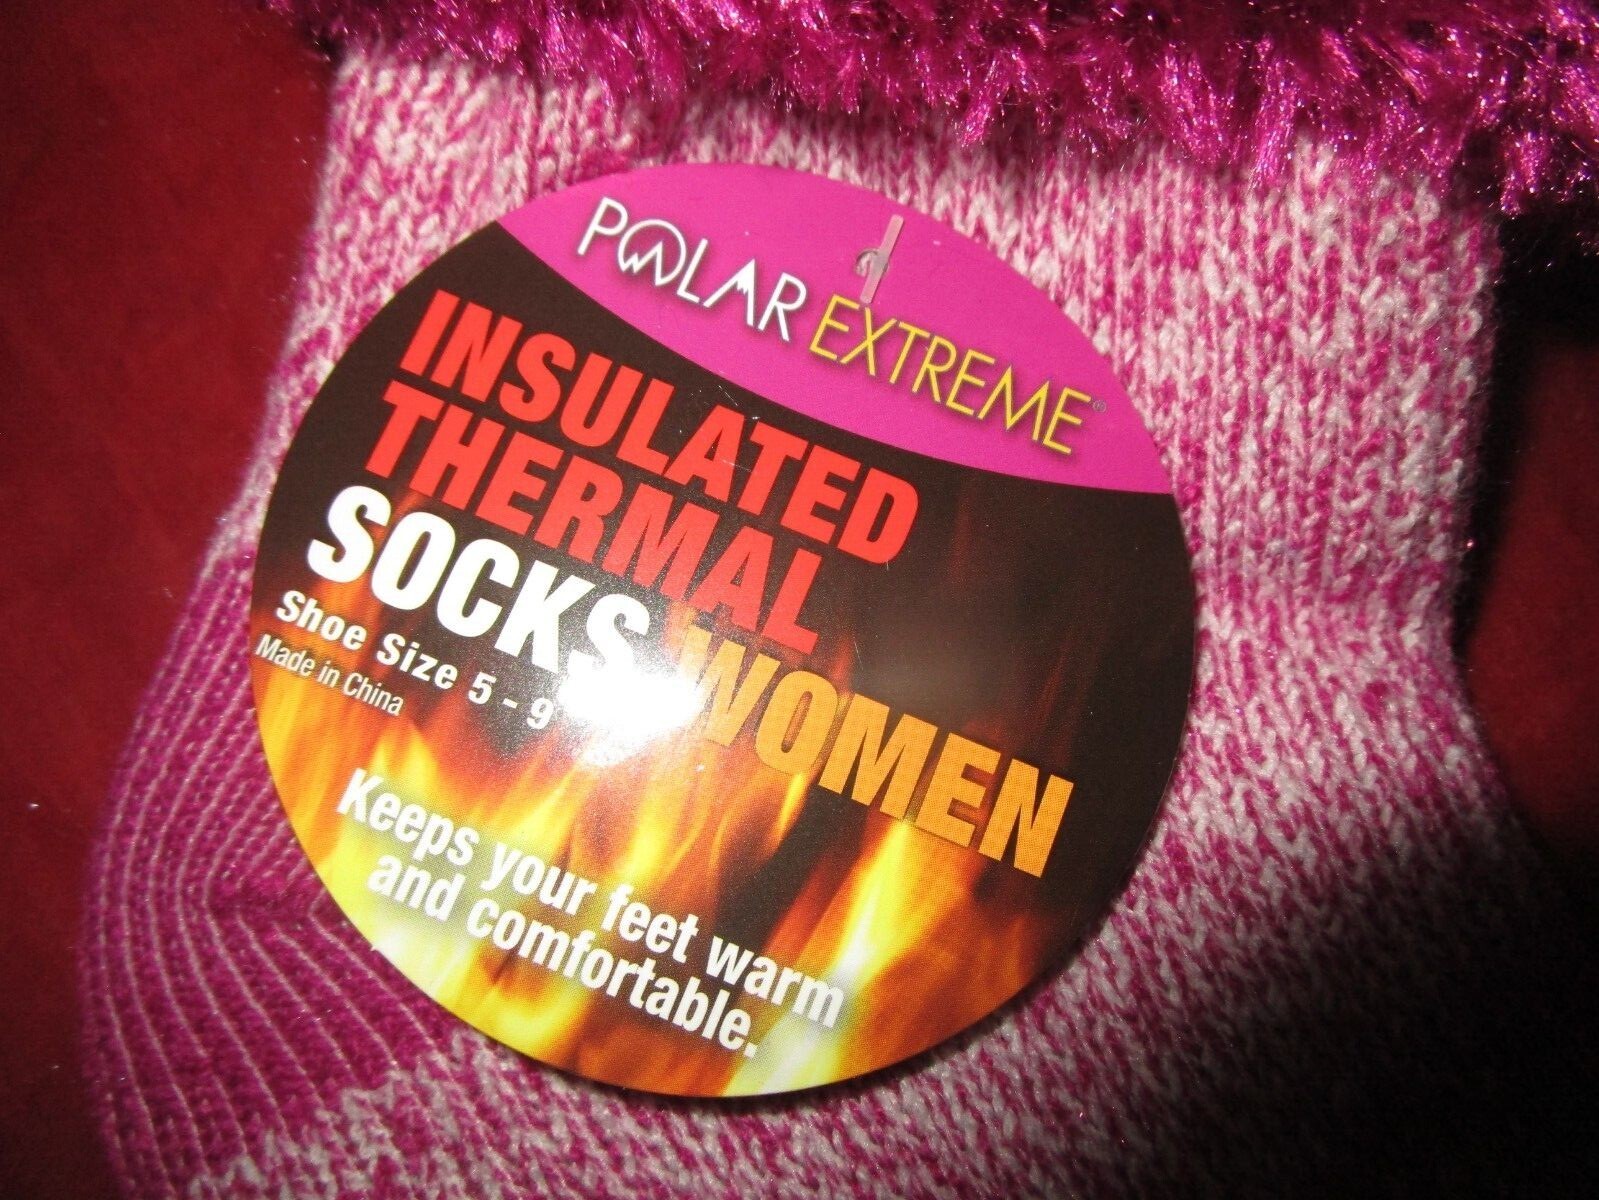 POLAR EXTREME®
INSULATED
THERMAL
SOCKS WOMEN
Shoe Size 5 - 9
Made in China
Keeps your feet warm
and comfortable.